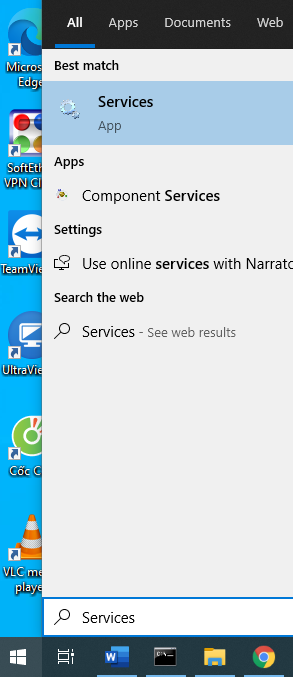 All Apps Documents Web
Best match
Services
App
Apps
Component Services
Settings
Use online services with Narrato
Search the web
Services - See web results
Services
Micros
Edge
SoftEth
VPN Cl
TeamVie
UltraVie
Cốc C
VLC me
playe
W